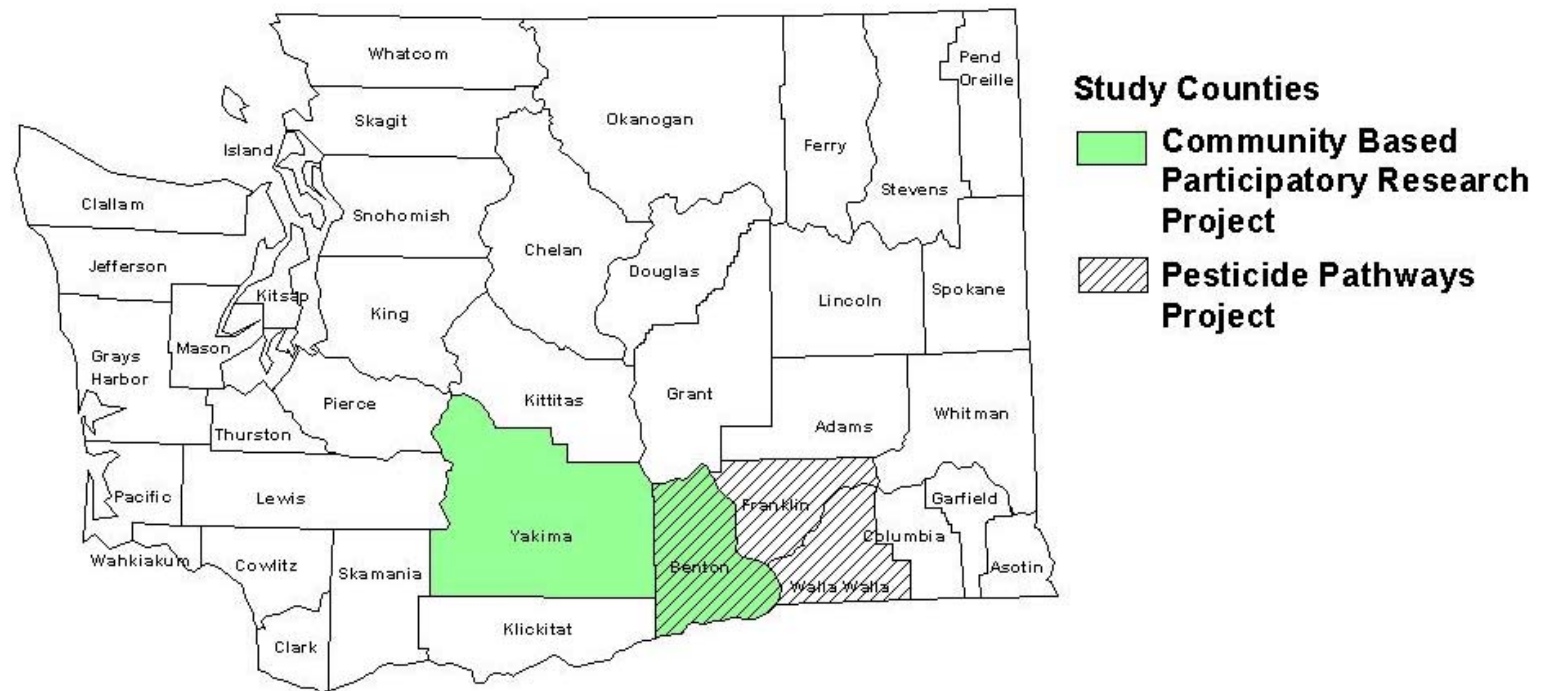 Whatcom
Pend
Oreille
Study Counties
Skagit
Okanogan
Community Based
Participatory Research
Project
Island
Ferry
Stevens
Clallam
Snohomish
Chelan
Jefferson
Douglas
Kitsap
Lincoln
Spokane
Pesticide Pathways
Project
King
Mason
Grays
Harbor
Pierce
Kittitas
Grant
Whitman
Thurston
Adams
Pacific
Lewis
Garfield
Franklin
Yakima
Columbia
Wahkiakum
Cowlitz
Skamania
Benton
Asotin
Walla Walla
Klickitat
Clark